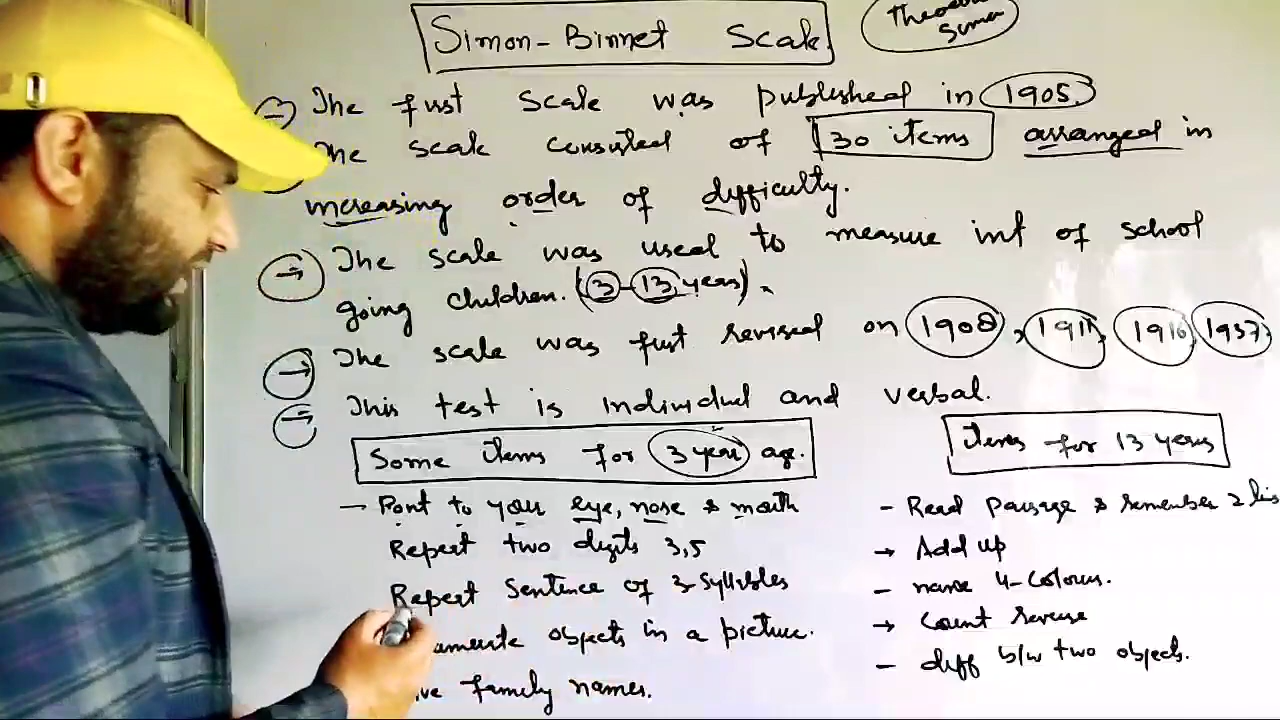 Simon-Binnet Scale
Simon
The first scale was published in 1905.
The scale consisted of 30 items arranged in
increasing order of difficulty.
→ The scale was used to measure int of school
going children. (3-13 years).
→ The scale was first revised on 1908, 1911, 1916, 1937.
→ This test is individual and verbal.
Some items for 3 year age.
— Point to your eye, nose & mouth
Repeat two digits 3,5
Repeat Sentence of 3-Syllables
objects in a picture.
family names.
Items for 13 years
- Read passage & remember 2
→ Add up
- name 4-Colours.
→ Count reverse
- diff b/w two objects.